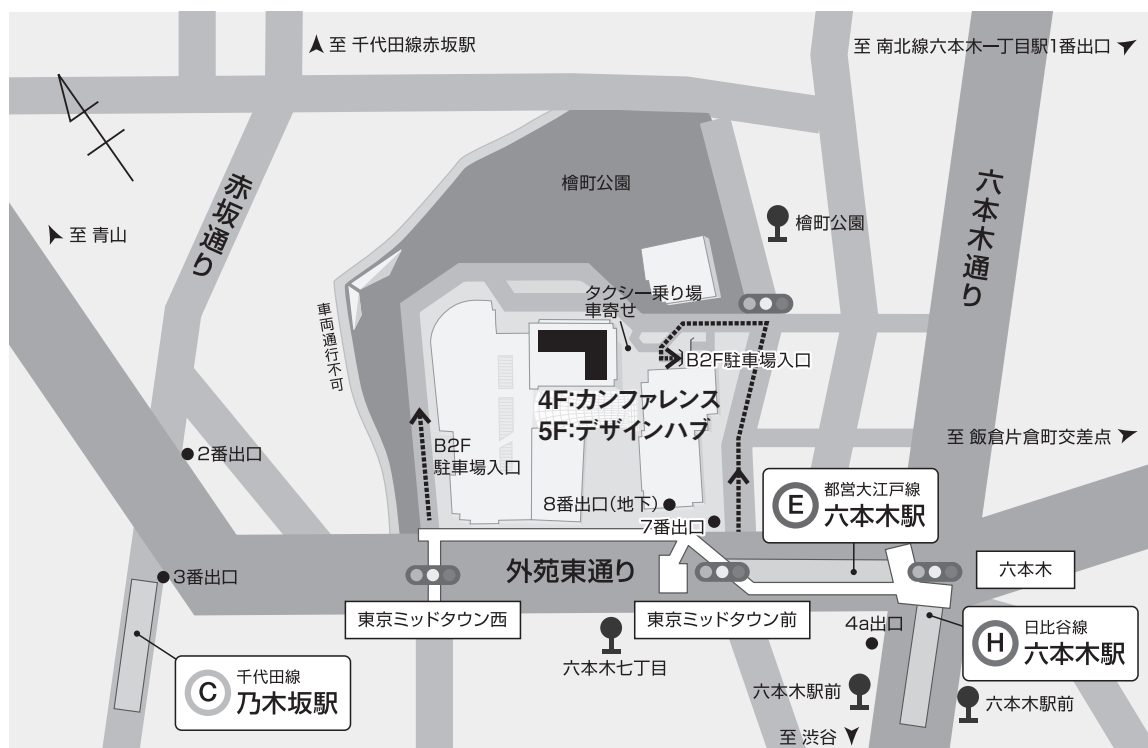 至 千代田線赤坂駅
至 南北線六本木一丁目駅1番出口
赤坂通り
六本木通り
檜町公園
檜町公園
至 青山
タクシー乗り場
車寄せ
車両通行不可
B2F駐車場入口
4F:カンファレンス
5F:デザインハブ
B2F
駐車場入口
至 飯倉片倉町交差点
2番出口
8番出口(地下)
7番出口
E
都営大江戸線
六本木駅
3番出口
外苑東通り
六本木
東京ミッドタウン西
東京ミッドタウン前
4a出口
H
日比谷線
六本木駅
六本木七丁目
C
千代田線
乃木坂駅
六本木駅前
六本木駅前
至 渋谷